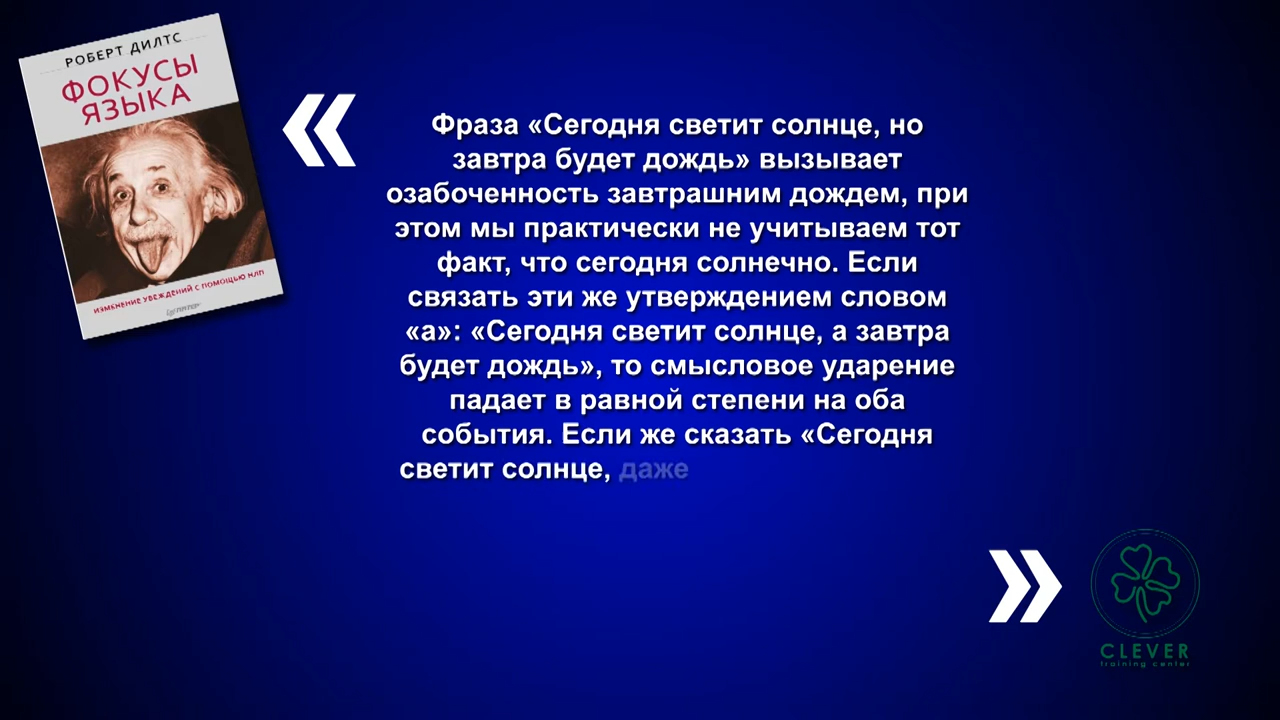 РОБЕРТ ДИЛТС
ФОКУСЫ
ЯЗЫКА
ИЗМЕНЕНИЕ УБЕЖДЕНИЙ С ПОМОЩЬЮ НЛП
«
Фраза «Сегодня светит солнце, но
завтра будет дождь» вызывает
озабоченность завтрашним дождем, при
этом мы практически не учитываем тот
факт, что сегодня солнечно. Если
связать эти же утверждением словом
«а»: «Сегодня светит солнце, а завтра
будет дождь», то смысловое ударение
падает в равной степени на оба
события. Если же сказать «Сегодня
светит солнце, даже
»
CLEVER
training center